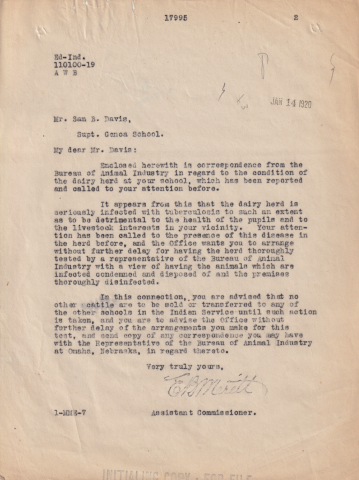 17995 2
Ed-Ind.
110100-19
A W B
JAN 14 1920
Mr. Sam B. Davis,
Supt. Genoa School.
My dear Mr. Davis:
Enclosed herewith is correspondence from the
Bureau of Animal Industry in regard to the condition of
the dairy herd at your school, which has been reported
and called to your attention before.
It appears from this that the dairy herd is
seriously infected with tuberculosis to such an extent
as to be detrimental to the health of the pupils and to
the livestock interests in your vicinity. Your atten-
tion has been called to the presence of this disease in
the herd before, and the Office wants you to arrange
without further delay for having the herd thoroughly
tested by a representative of the Bureau of Animal
Industry with a view of having the animals which are
infected condemned and disposed of and the premises
thoroughly disinfected.
In this connection, you are advised that no
other cattle are to be sold or transferred to any of
the other schools in the Indian Service until such action
is taken, and you are to advise the Office without
further delay of the arrangements you make for this
test, and send copy of any correspondence you may have
with the Representative of the Bureau of Animal Industry
at Omaha, Nebraska, in regard thereto.
Very truly yours,
Assistant Commissioner.
1-MHE-7
INITIALING COPY - FOR FILE